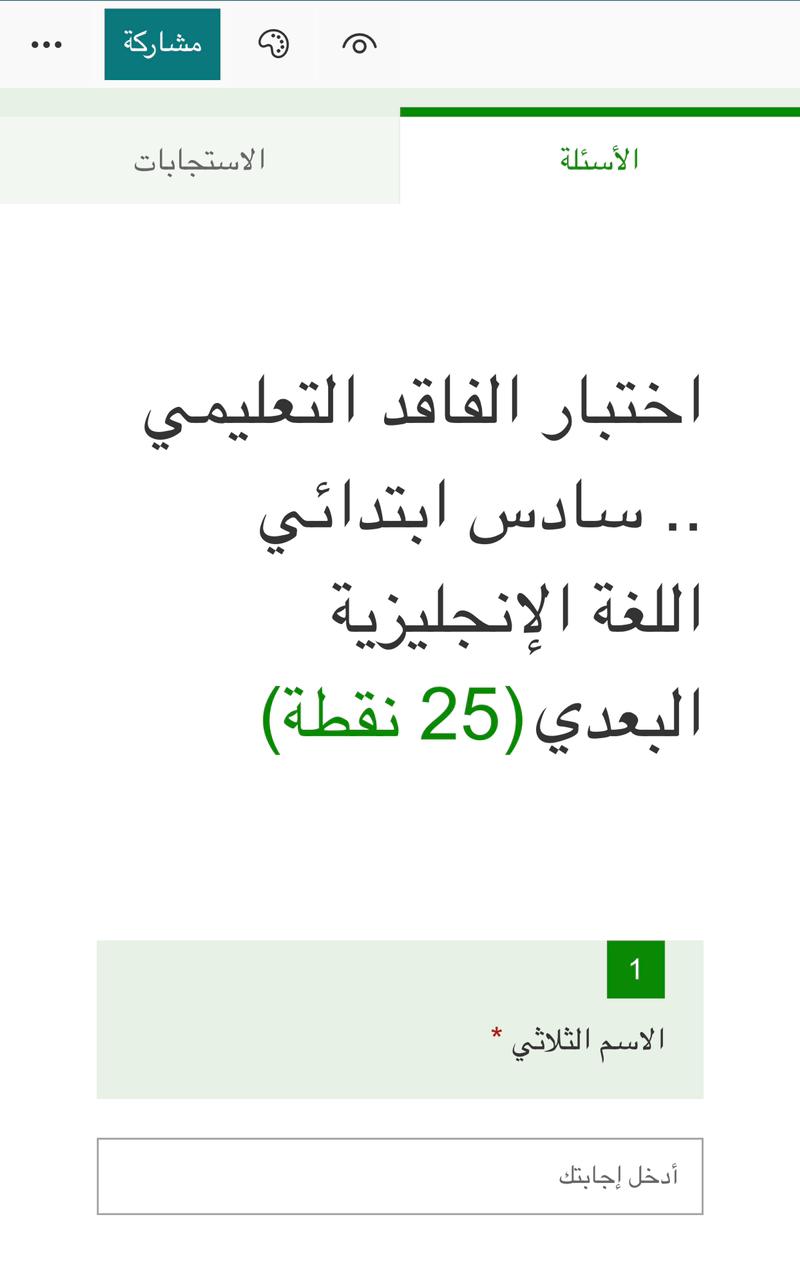 مشاركة
الأسئلة
الاستجابات
اختبار الفاقد التعليمي
.. سادس ابتدائي
اللغة الإنجليزية
البعدي (25 نقطة)
1
الاسم الثلاثي *
أدخل إجابتك